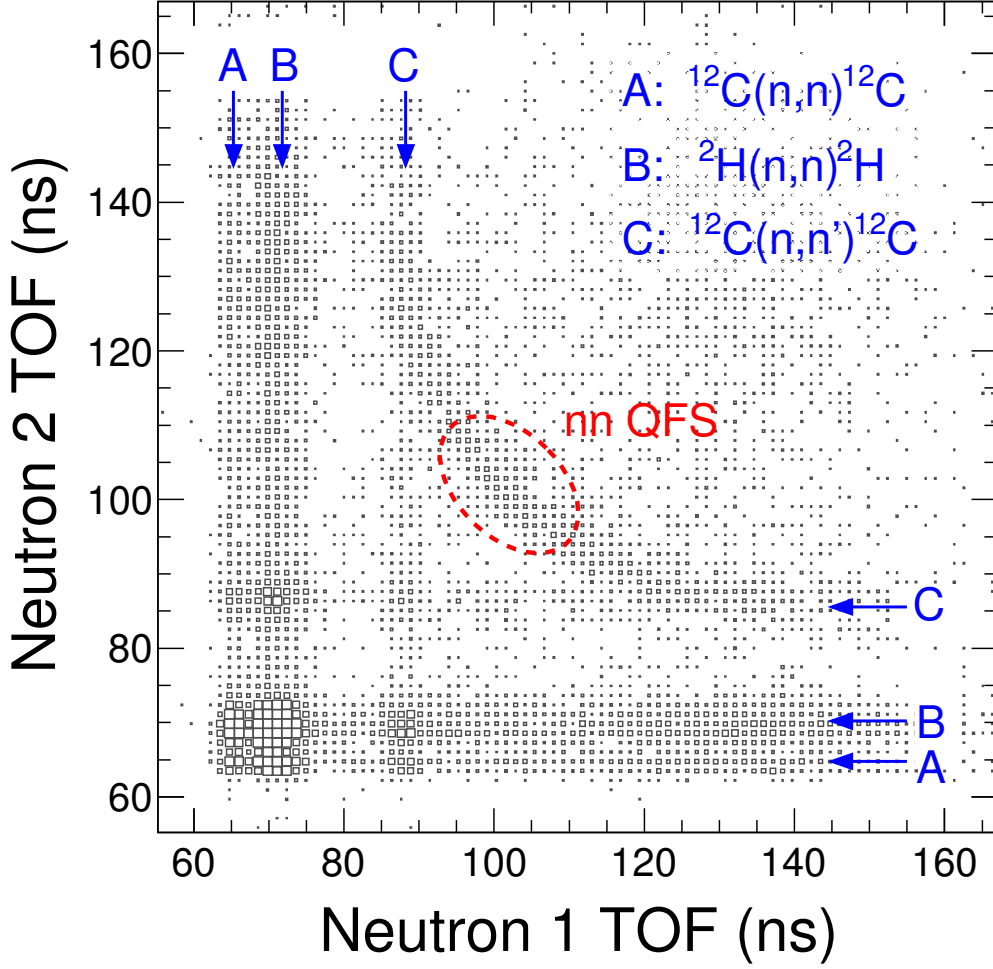 160
140
120
100
80
60
Neutron 2 TOF (ns)
A B C
A: ¹²C(n,n)¹²C
B: ²H(n,n)²H
C: ¹²C(n,n')¹²C
nn QFS
C
B
A
60 80 100 120 140 160
Neutron 1 TOF (ns)